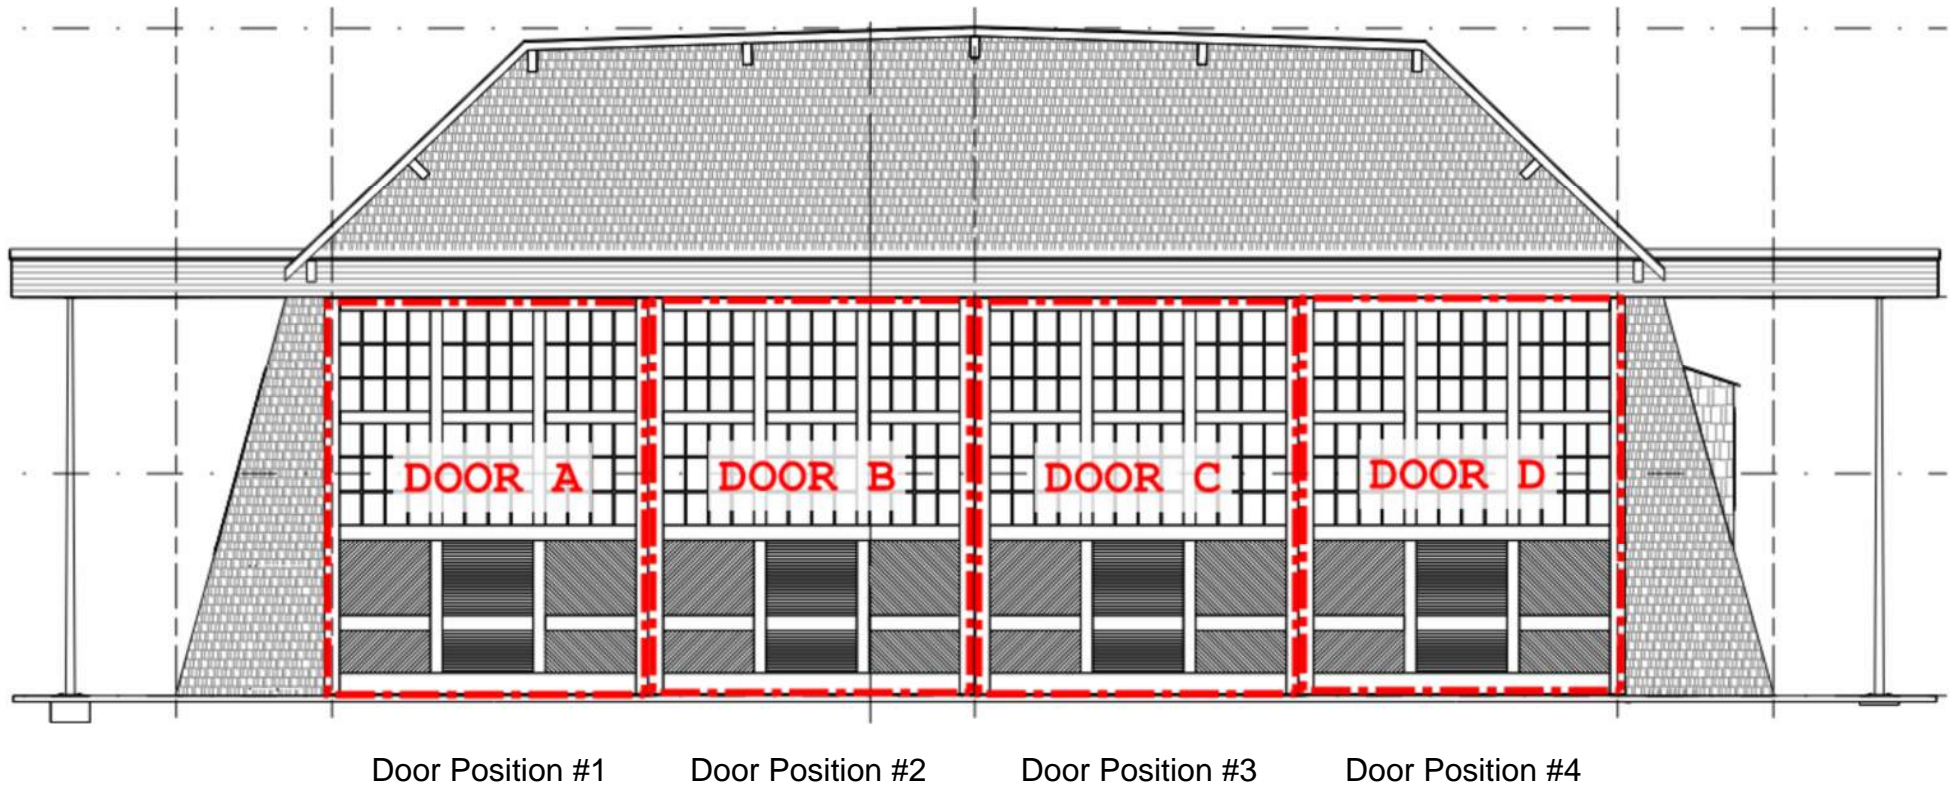 DOOR A
DOOR B
DOOR C
DOOR D
Door Position #1
Door Position #2
Door Position #3
Door Position #4